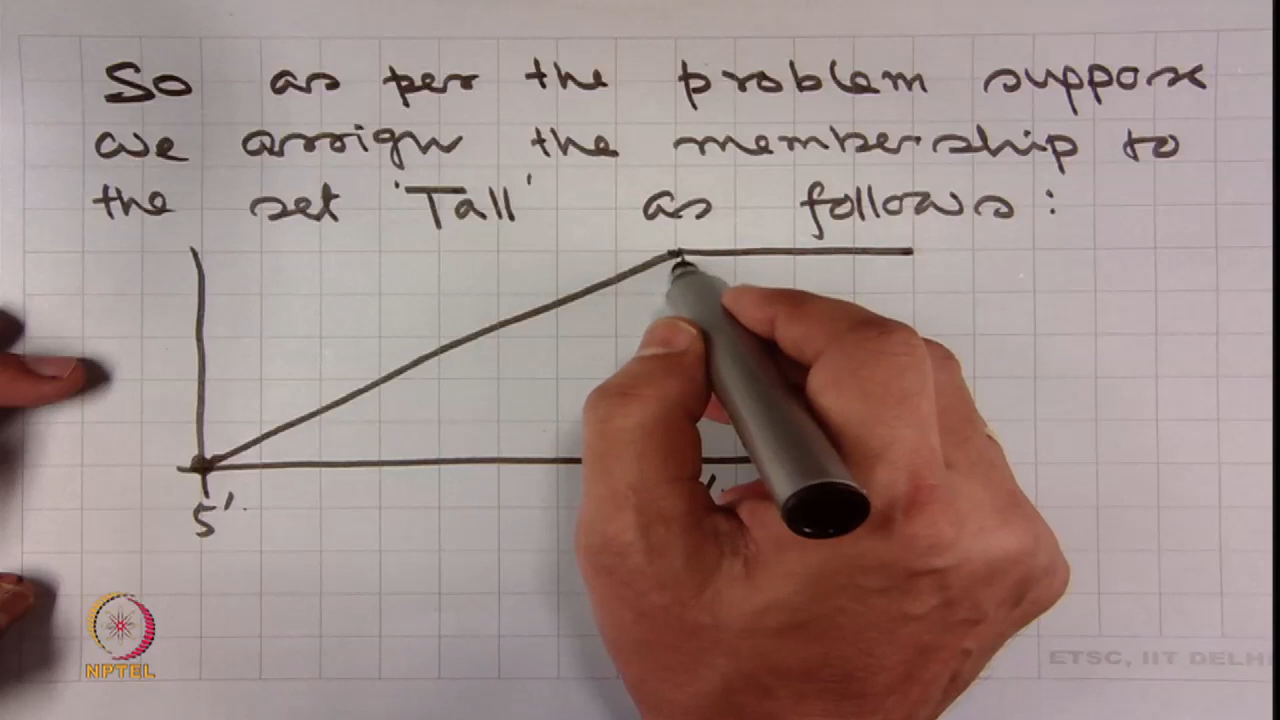 So as per the problem suppose
we assign the membership to
the set 'Tall' as follows:
5'
NPTEL
ETSC, IIT DELHI